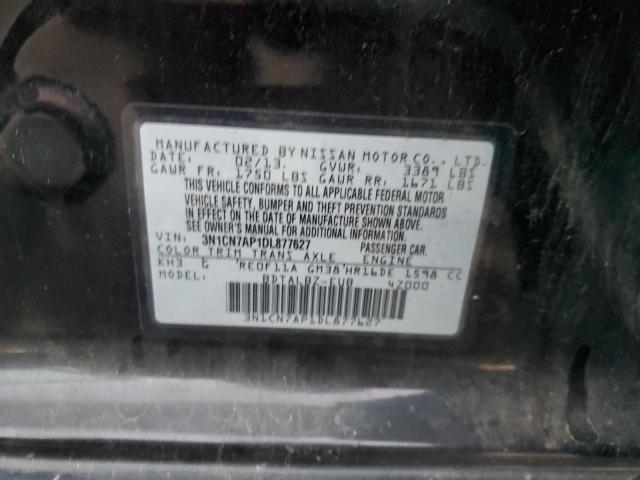 MANUFACTURED BY NISSAN MOTOR CO., LTD.
DATE: 02/13. GVWR: 3389 LBS
GAWR FR: 1750 LBS GAWR RR: 1671 LBS
THIS VEHICLE CONFORMS TO ALL APPLICABLE FEDERAL MOTOR
VEHICLE SAFETY, BUMPER AND THEFT PREVENTION STANDARDS
IN EFFECT ON THE DATE OF MANUFACTURE SHOWN ABOVE.
SEE OWNER'S MANUAL FOR ADDITIONAL INFORMATION
VIN: 3N1CN7AP1DL877627 PASSENGER CAR.
COLOR TRIM TRANS AXLE ENGINE
KH3 G RE0F11A GM38 HR16DE 1598 CC
MODEL: BDTALBZ-EUB 47000
3N1CN7AP1DL877627